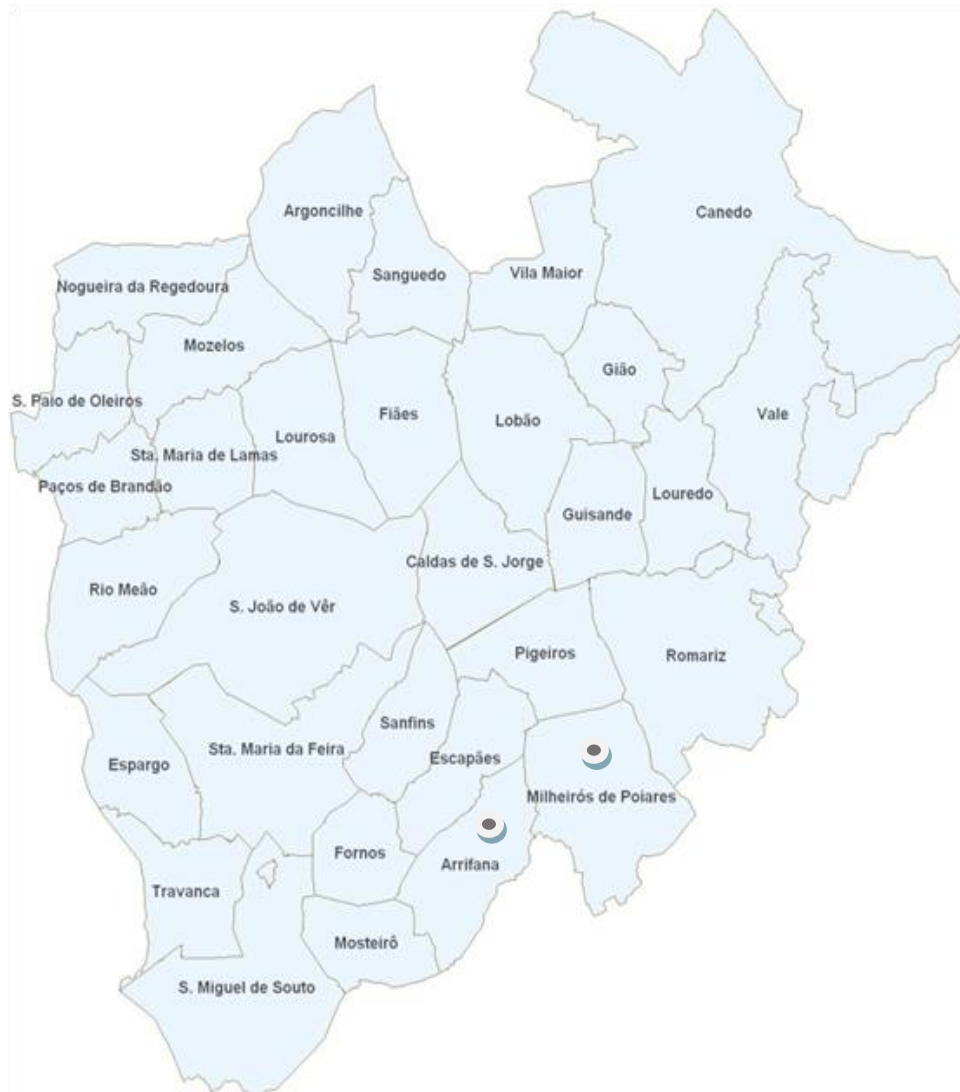 Canedo
Argoncilhe
Sanguedo
Vila Maior
Nogueira da Regedoura
Mozelos
Gião
S. Paio de Oleiros
Fiães
Vale
Lobão
Lourosa
Sta. Maria de Lamas
Paços de Brandão
Louredo
Guisande
Caldas de S. Jorge
Rio Meão
S. João de Vêr
Pigeiros
Romariz
Sanfins
Sta. Maria da Feira
Escapães
Espargo
Milheirós de Poiares
Fornos
Arrifana
Travanca
Mosteirô
S. Miguel de Souto